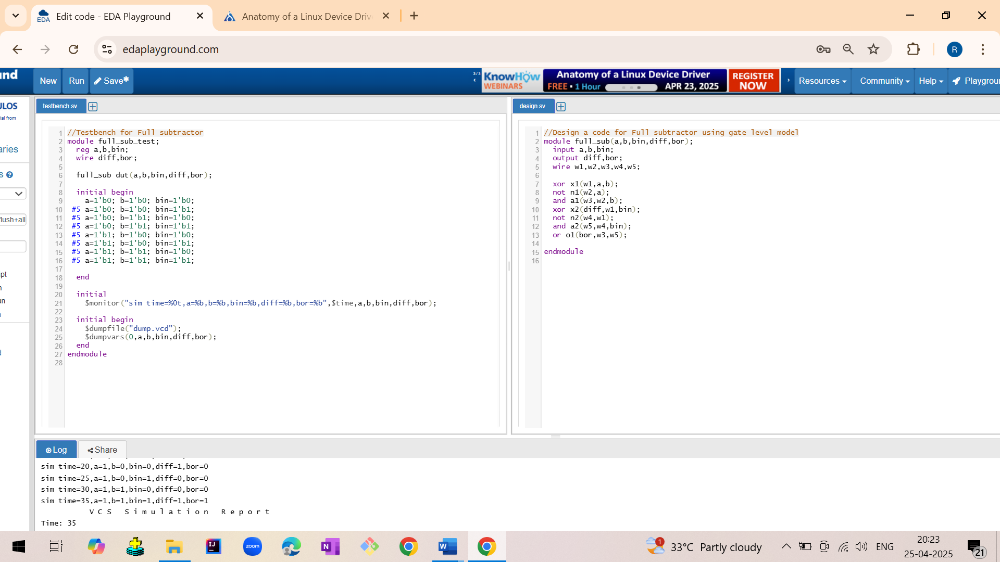 EDA
Edit code - EDA Playground
Anatomy of a Linux Device Driv
edaplayground.com
R
New
Run
Save*
3/3
KnowHow
WEBINARS
Anatomy of a Linux Device Driver
FREE • 1 Hour
APR 23, 2025
REGISTER
NOW
Resources
Community
Help
testbench.sv
design.sv
1 //Testbench for Full subtractor
2 module full_sub_test;
3 reg a,b,bin;
4 wire diff,bor;
5
6 full_sub dut(a,b,bin,diff,bor);
7
8 initial begin
9 a=1'b0; b=1'b0; bin=1'b0;
10 #5 a=1'b0; b=1'b0; bin=1'b1;
11 #5 a=1'b0; b=1'b1; bin=1'b0;
12 #5 a=1'b0; b=1'b1; bin=1'b1;
13 #5 a=1'b1; b=1'b0; bin=1'b0;
14 #5 a=1'b1; b=1'b0; bin=1'b1;
15 #5 a=1'b1; b=1'b1; bin=1'b0;
16 #5 a=1'b1; b=1'b1; bin=1'b1;
17
18 end
19
20 initial
21 $monitor("sim time=%0t,a=%b,b=%b,bin=%b,diff=%b,bor=%b",$time,a,b,bin,diff,bor);
22
23 initial begin
24 $dumpfile("dump.vcd");
25 $dumpvars(0,a,b,bin,diff,bor);
26 end
27 endmodule
28
1 //Design a code for Full subtractor using gate level model
2 module full_sub(a,b,bin,diff,bor);
3 input a,b,bin;
4 output diff,bor;
5 wire w1,w2,w3,w4,w5;
6
7 xor x1(w1,a,b);
8 not n1(w2,a);
9 and a1(w3,w2,b);
10 xor x2(diff,w1,bin);
11 not n2(w4,w1);
12 and a2(w5,w4,bin);
13 or o1(bor,w3,w5);
14
15 endmodule
16
ial from
flush+all
Log
Share
sim time=20,a=1,b=0,bin=0,diff=1,bor=0
sim time=25,a=1,b=0,bin=1,diff=0,bor=0
sim time=30,a=1,b=1,bin=0,diff=0,bor=0
sim time=35,a=1,b=1,bin=1,diff=1,bor=1
V C S   S i m u l a t i o n   R e p o r t
Time: 35
IJ
zoom
N
W
1
33°C Partly cloudy
ENG
20:23
25-04-2025
21